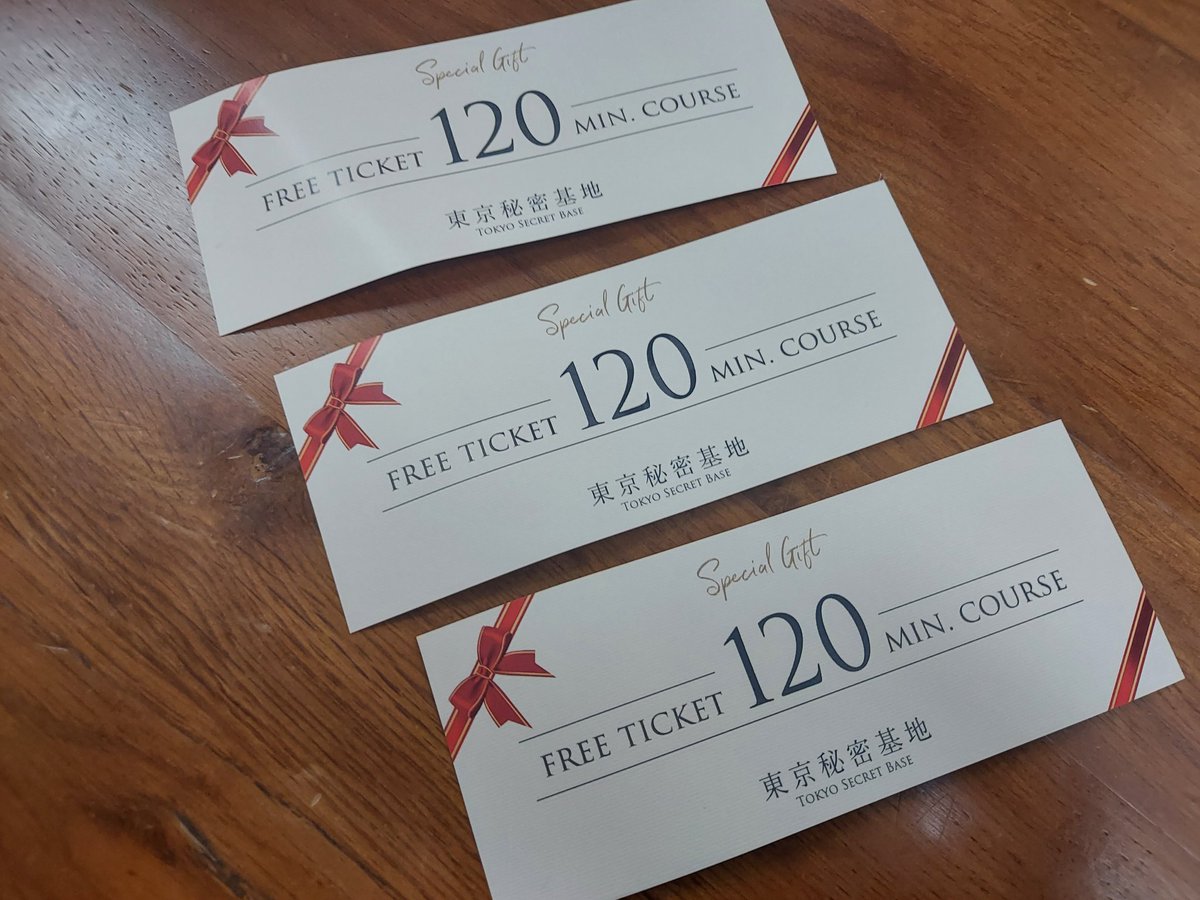 Special Gift
FREE TICKET 120 MIN. COURSE
東京秘密基地
TOKYO SECRET BASE
Special Gift
FREE TICKET 120 MIN. COURSE
東京秘密基地
TOKYO SECRET BASE
Special Gift
FREE TICKET 120 MIN. COURSE
東京秘密基地
TOKYO SECRET BASE